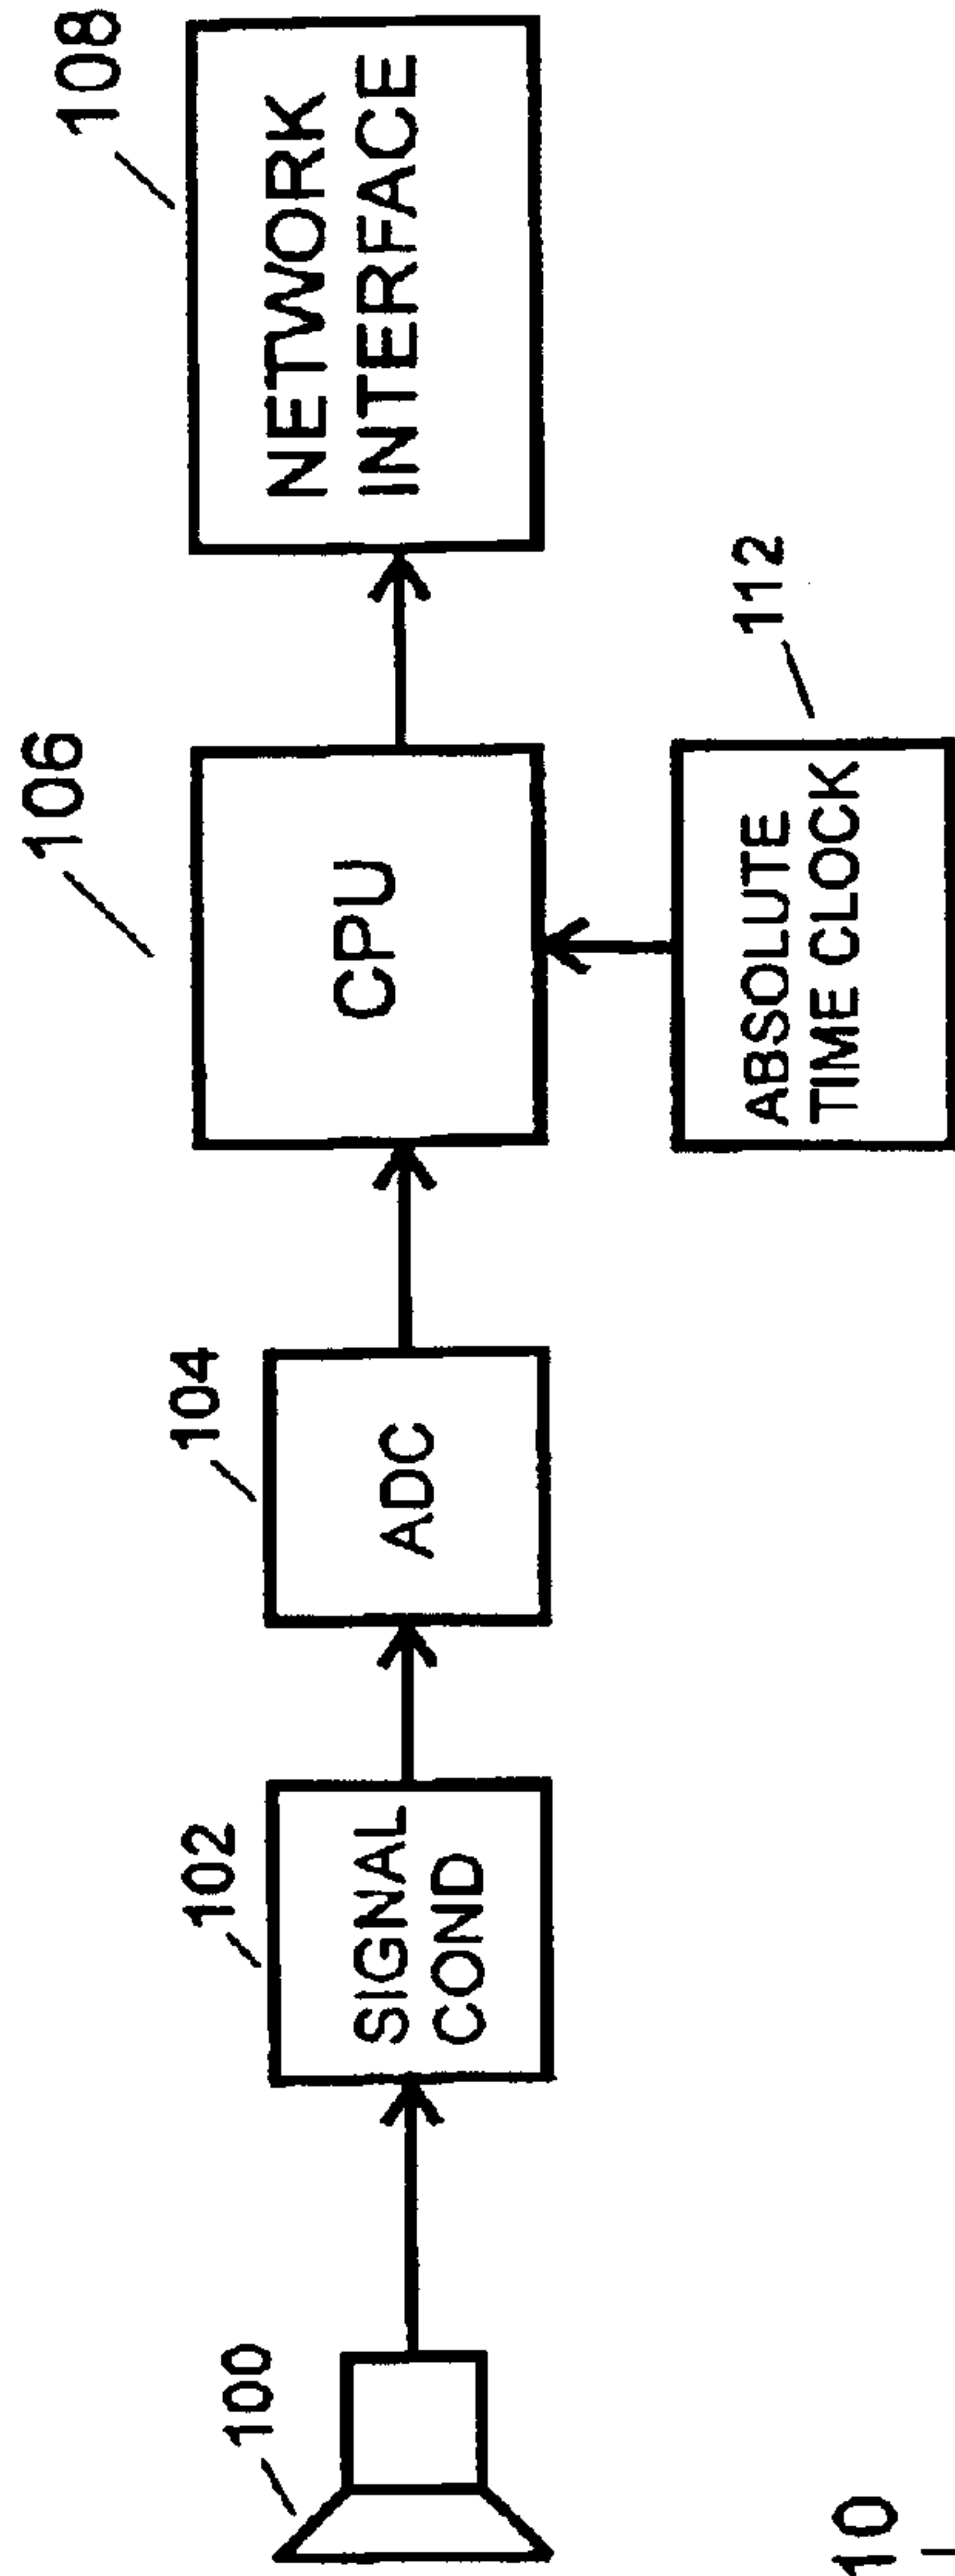 100
102
SIGNAL
COND
104
ADC
106
CPU
108
NETWORK
INTERFACE
112
ABSOLUTE
TIME CLOCK
10